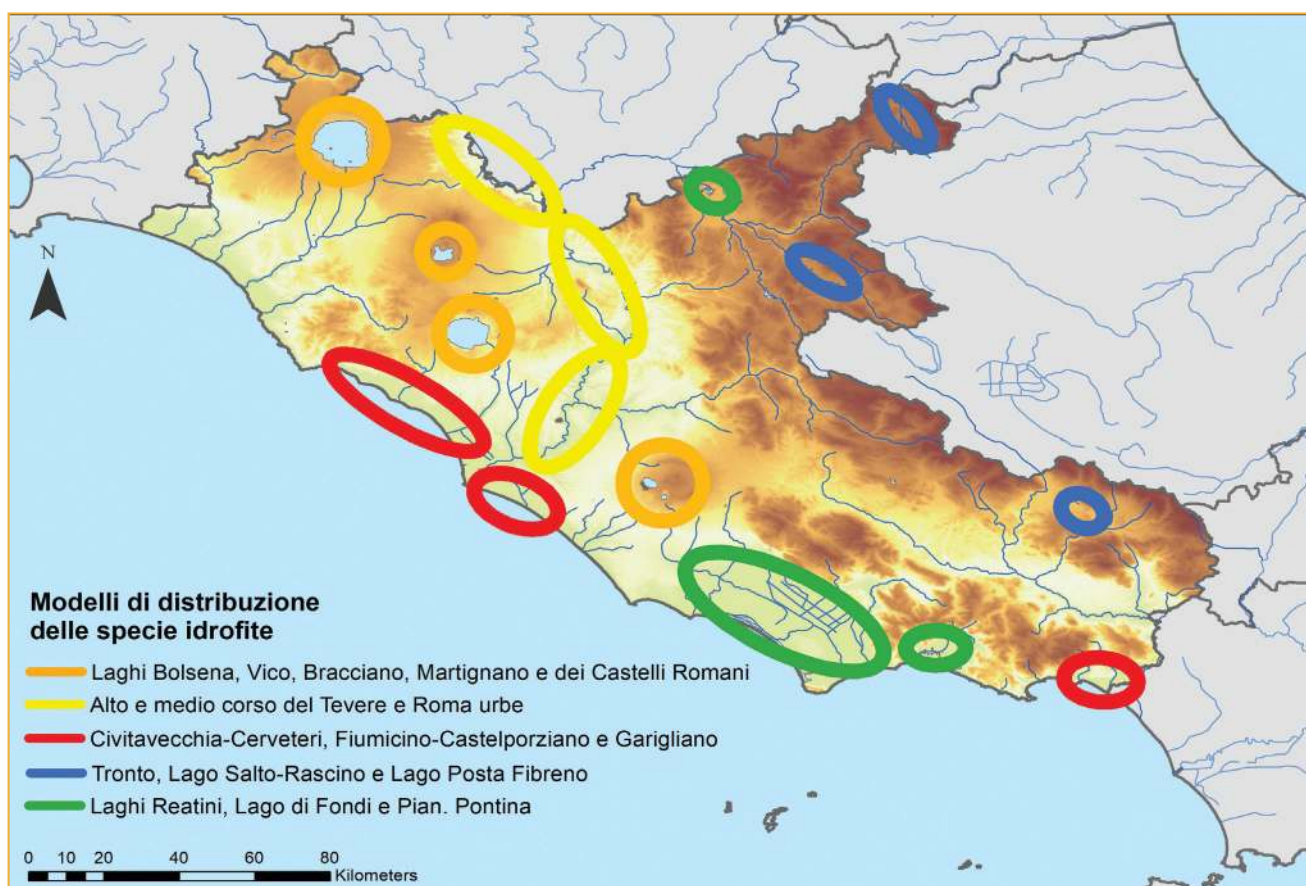 N
Modelli di distribuzione
delle specie idrofite
Laghi Bolsena, Vico, Bracciano, Martignano e dei Castelli Romani
Alto e medio corso del Tevere e Roma urbe
Civitavecchia-Cerveteri, Fiumicino-Castelporziano e Garigliano
Tronto, Lago Salto-Rascino e Lago Posta Fibreno
Laghi Reatini, Lago di Fondi e Pian. Pontina
0 10 20 40 60 80
Kilometers